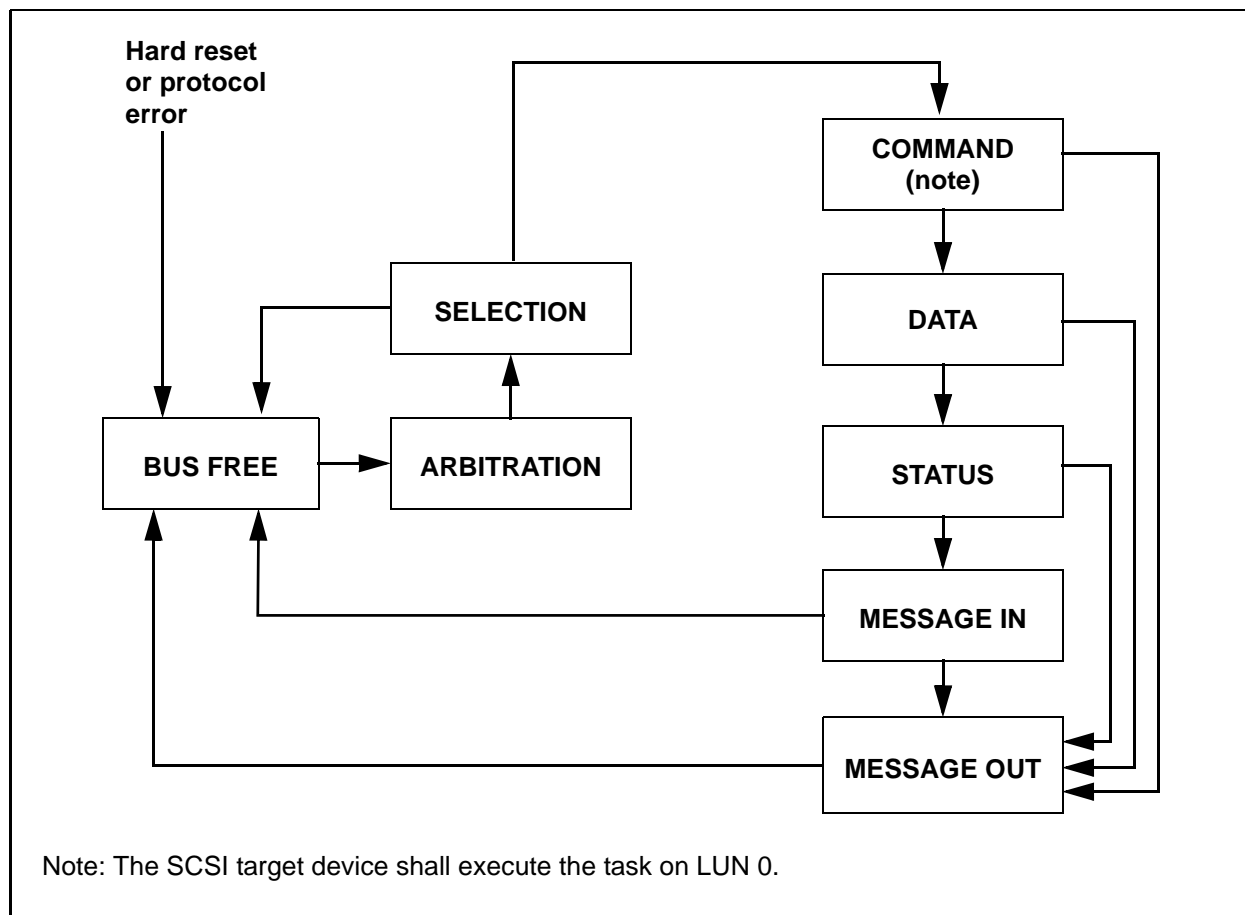 Hard reset
or protocol
error
COMMAND
(note)
SELECTION
DATA
BUS FREE
ARBITRATION
STATUS
MESSAGE IN
MESSAGE OUT
Note: The SCSI target device shall execute the task on LUN 0.